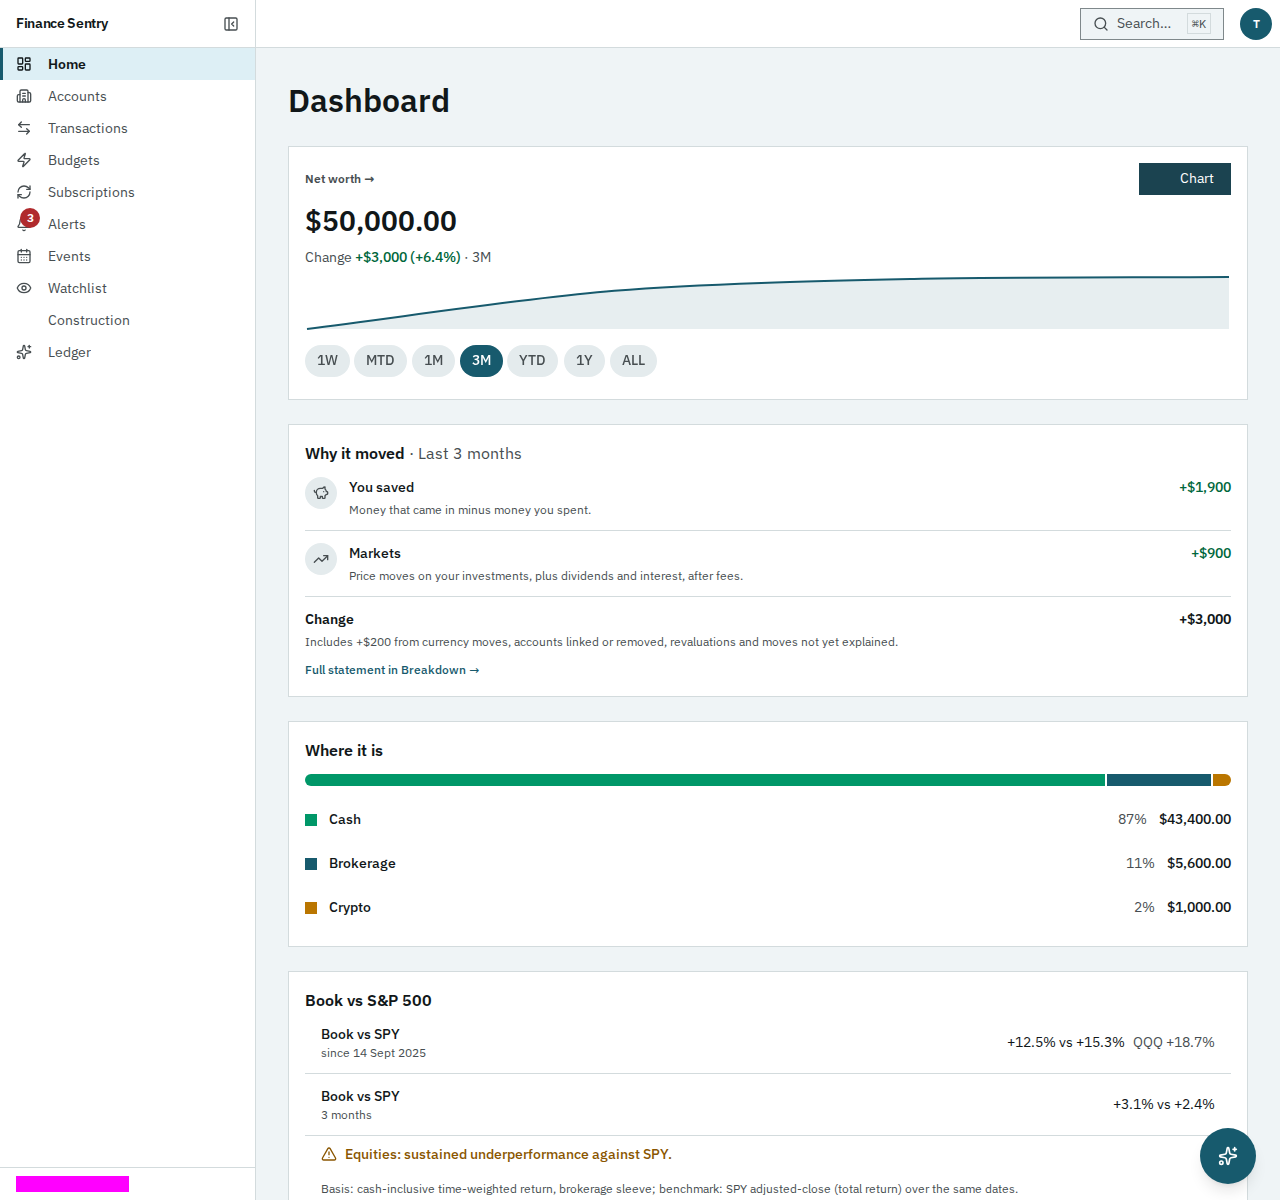 Finance Sentry
Search... ⌘K
T
Home
Accounts
Transactions
Budgets
Subscriptions
3
Alerts
Events
Watchlist
Construction
Ledger
Dashboard
Net worth →
Chart
$50,000.00
Change +$3,000 (+6.4%) · 3M
1W MTD 1M 3M YTD 1Y ALL
Why it moved · Last 3 months
You saved +$1,900
Money that came in minus money you spent.
Markets +$900
Price moves on your investments, plus dividends and interest, after fees.
Change +$3,000
Includes +$200 from currency moves, accounts linked or removed, revaluations and moves not yet explained.
Full statement in Breakdown →
Where it is
Cash 87% $43,400.00
Brokerage 11% $5,600.00
Crypto 2% $1,000.00
Book vs S&P 500
Book vs SPY
since 14 Sept 2025
+12.5% vs +15.3% QQQ +18.7%
Book vs SPY
3 months
+3.1% vs +2.4%
Equities: sustained underperformance against SPY.
Basis: cash-inclusive time-weighted return, brokerage sleeve; benchmark: SPY adjusted-close (total return) over the same dates.